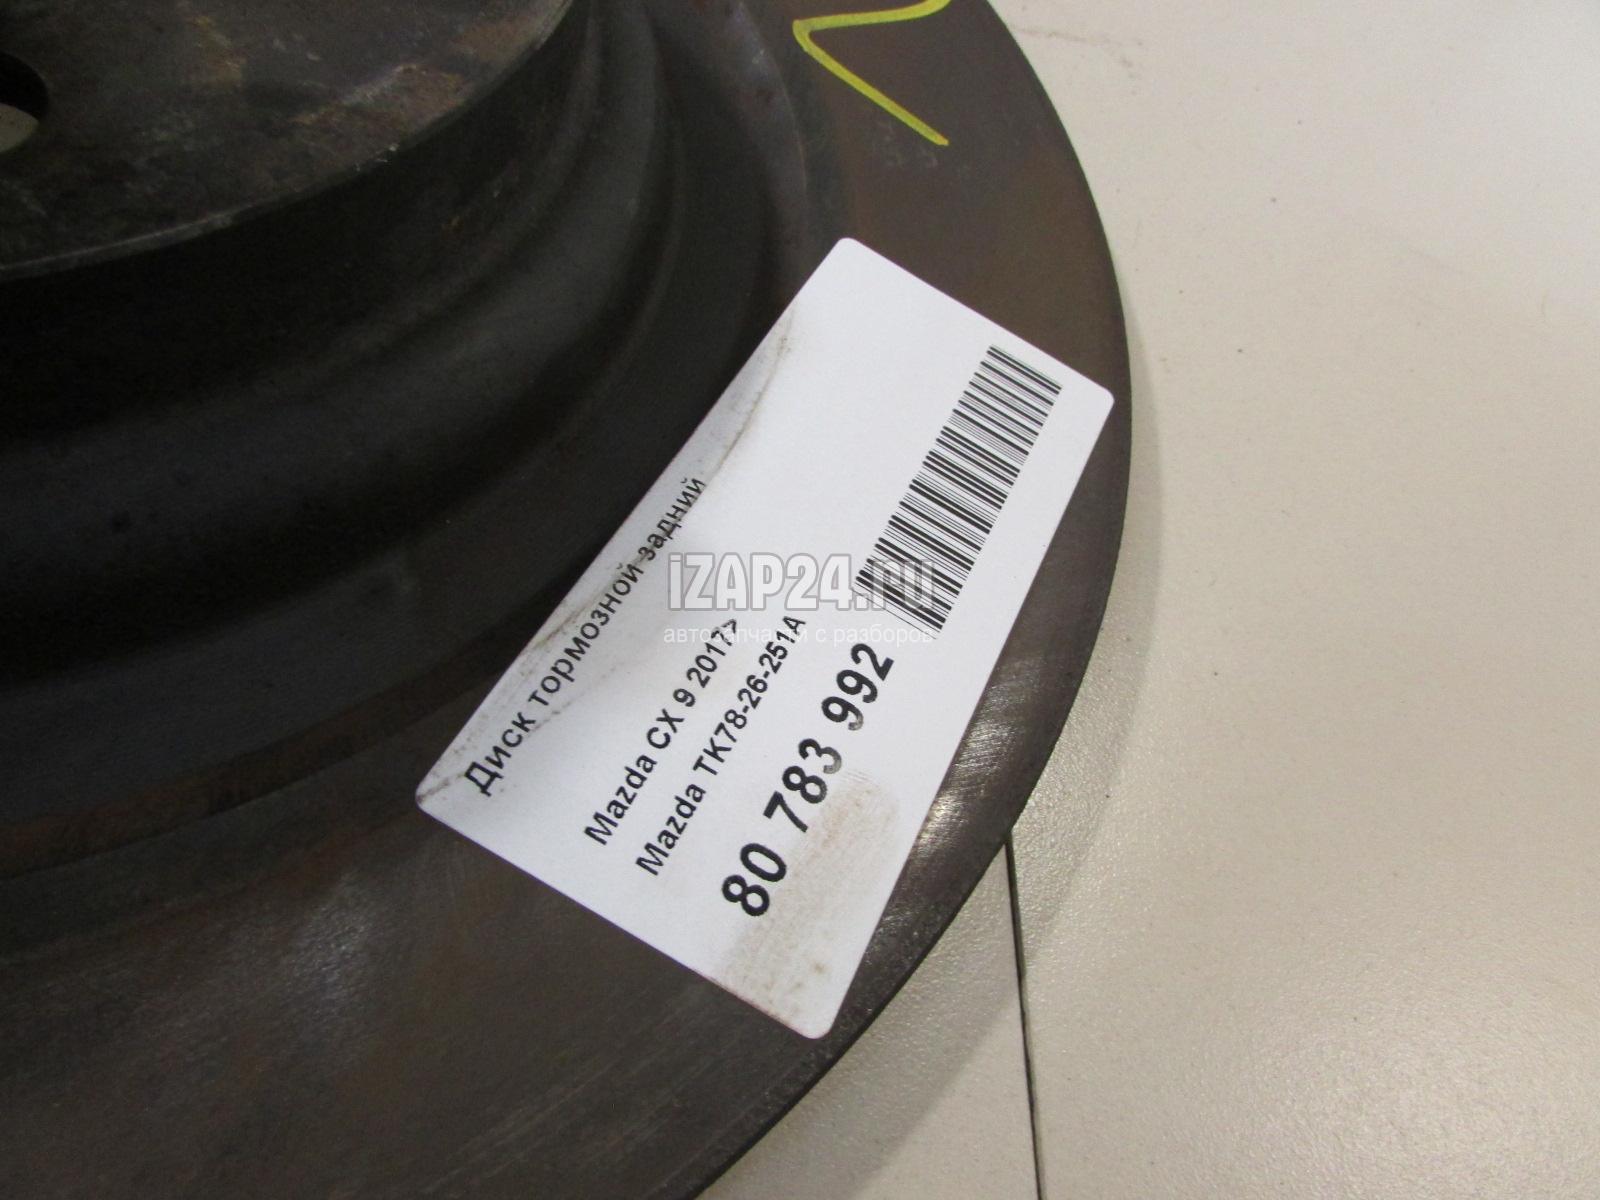 Диск тормозной задний
Mazda CX 9 2017>
Mazda TK78-26-251A
80 783 992
iZAP24.ru
автозапчасти с разборов